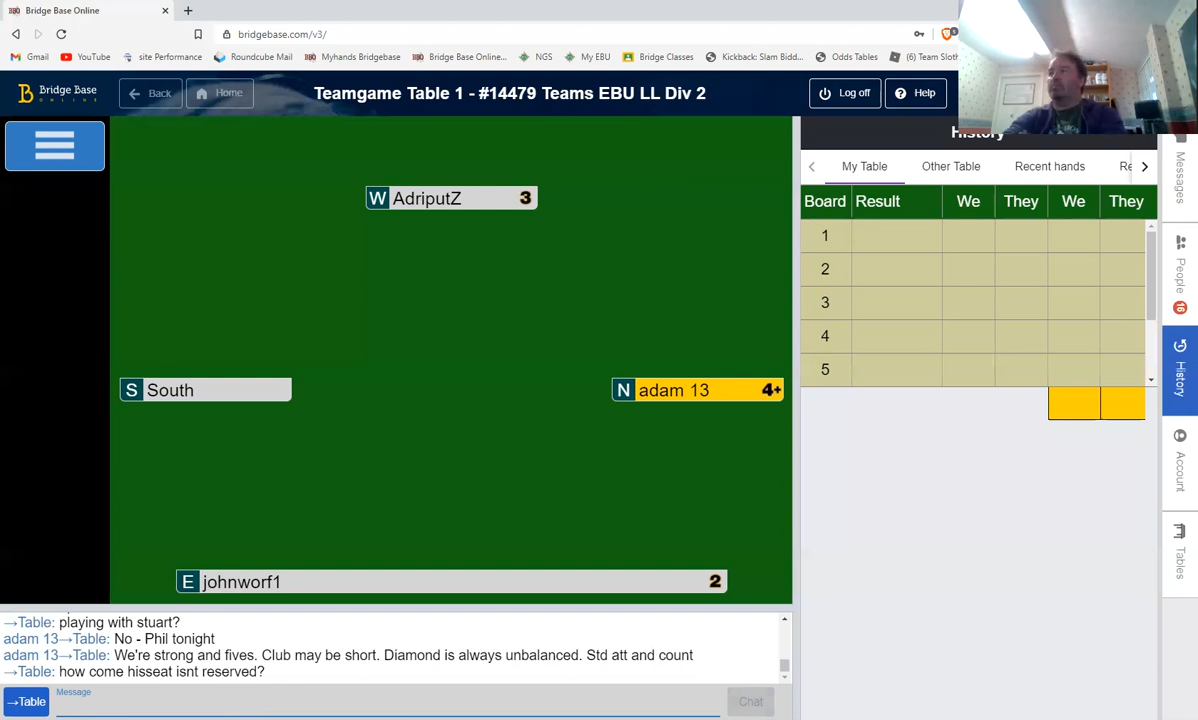 Bridge Base Online
bridgebase.com/v3/
Gmail
YouTube
site Performance
Roundcube Mail
Myhands Bridgebase
Bridge Base Online...
NGS
My EBU
Bridge Classes
Kickback: Slam Bidd...
Odds Tables
(6) Team Sloth
Bridge Base
ONLINE
Back
Home
Teamgame Table 1 - #14479 Teams EBU LL Div 2
Log off
Help
W AdriputZ 3
S South
N adam 13 4+
E johnworf1 2
History
My Table
Other Table
Recent hands
Board Result We They We They
1
2
3
4
5
Messages
People
16
History
Account
Tables
→Table: playing with stuart?
adam 13→Table: No - Phil tonight
adam 13→Table: We're strong and fives. Club may be short. Diamond is always unbalanced. Std att and count
→Table: how come hisseat isnt reserved?
→Table
Message
Chat